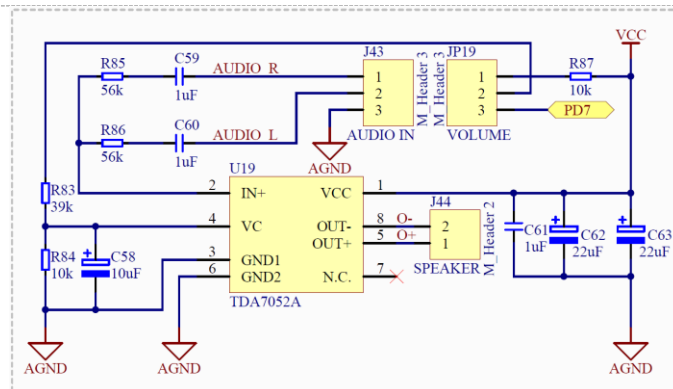 J43
JP19
VCC
R85
C59
AUDIO_R
M_Header 3
M_Header 3
R87
56k
1uF
1
2
3
1
2
3
10k
PD7
R86
C60
AUDIO_L
AUDIO IN
VOLUME
56k
1uF
AGND
U19
R83
39k
2
IN+
VCC
1
J44
4
VC
OUT-
8
O-
2
M_Header 2
C61
C62
C63
R84
C58
OUT+
5
O+
1
1uF
22uF
22uF
10k
10uF
3
GND1
SPEAKER
6
GND2
N.C.
7
TDA7052A
AGND
AGND
AGND
+
+
+